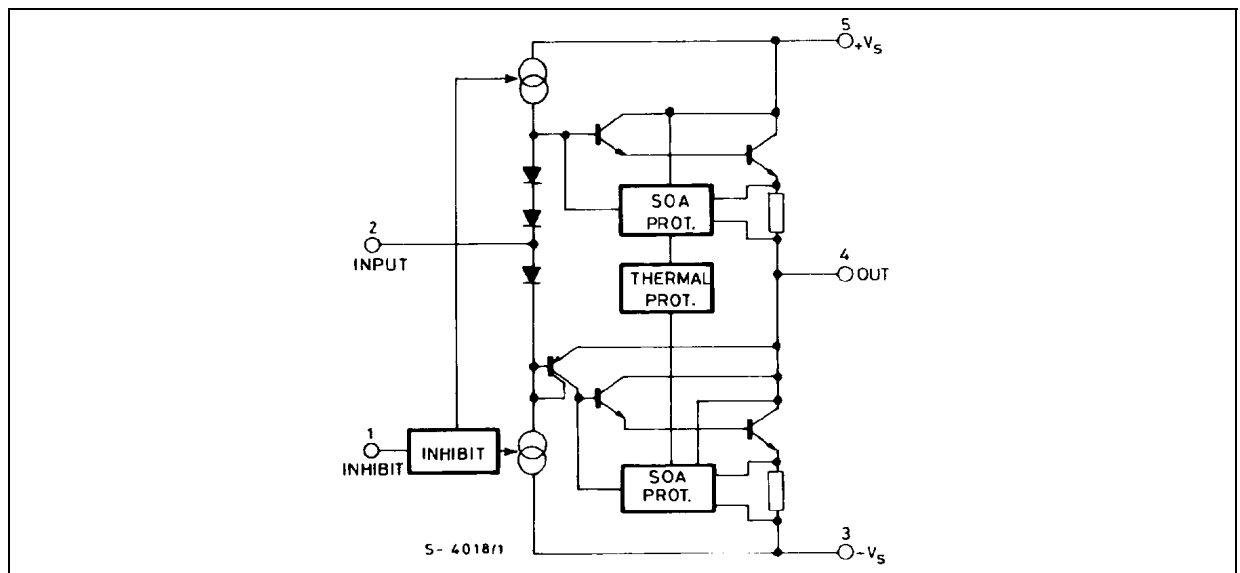 5
+VS
SOA
PROT.
2
INPUT
4
OUT
THERMAL
PROT.
1
INHIBIT
INHIBIT
SOA
PROT.
S- 4018/1
3
-VS